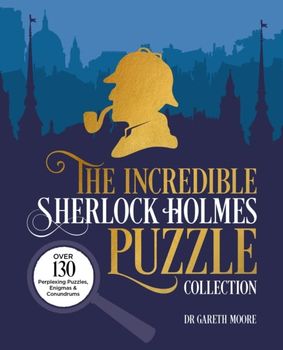 THE INCREDIBLE
SHERLOCK HOLMES
PUZZLE
COLLECTION
OVER
130
Perplexing Puzzles,
Enigmas &
Conundrums
DR GARETH MOORE